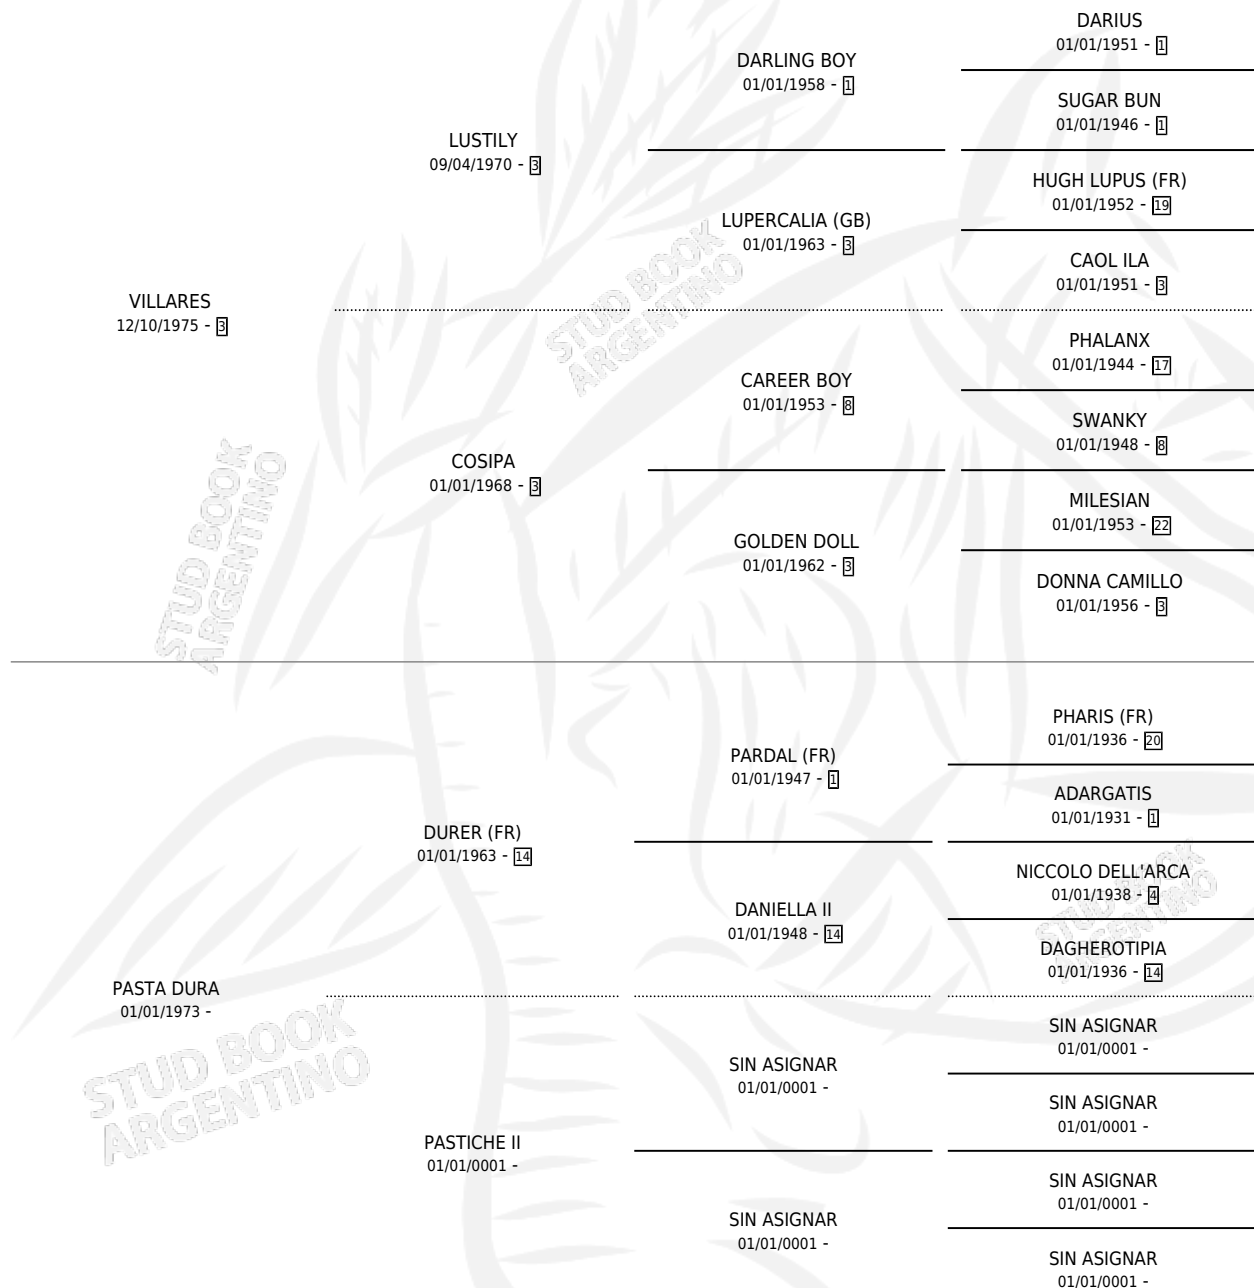 DARIUS
01/01/1951 - 1
DARLING BOY
01/01/1958 - 1
SUGAR BUN
01/01/1946 - 1
LUSTILY
09/04/1970 - 3
HUGH LUPUS (FR)
01/01/1952 - 19
LUPERCALIA (GB)
01/01/1963 - 3
CAOL ILA
01/01/1951 - 3
VILLARES
12/10/1975 - 3
PHALANX
01/01/1944 - 17
CAREER BOY
01/01/1953 - 8
SWANKY
01/01/1948 - 8
COSIPA
01/01/1968 - 3
MILESIAN
01/01/1953 - 22
GOLDEN DOLL
01/01/1962 - 3
DONNA CAMILLO
01/01/1956 - 3
PHARIS (FR)
01/01/1936 - 20
PARDAL (FR)
01/01/1947 - 1
ADARGATIS
01/01/1931 - 1
DURER (FR)
01/01/1963 - 14
NICCOLO DELL'ARCA
01/01/1938 - 4
DANIELLA II
01/01/1948 - 14
DAGHEROTIPIA
01/01/1936 - 14
PASTA DURA
01/01/1973 -
SIN ASIGNAR
01/01/0001 -
SIN ASIGNAR
01/01/0001 -
SIN ASIGNAR
01/01/0001 -
PASTICHE II
01/01/0001 -
SIN ASIGNAR
01/01/0001 -
SIN ASIGNAR
01/01/0001 -
SIN ASIGNAR
01/01/0001 -
STUD BOOK
ARGENTINO
STUD BOOK
ARGENTINO
STUD BOOK
ARGENTINO
STUD BOOK
ARGENTINO